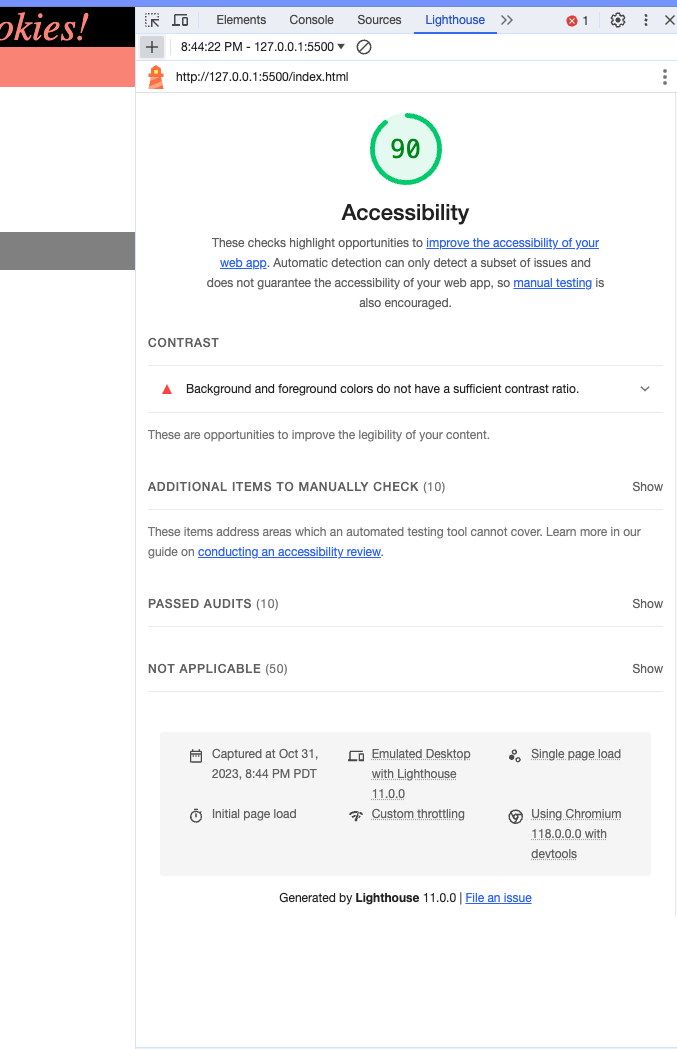 okies!
Elements Console Sources Lighthouse 1
8:44:22 PM - 127.0.0.1:5500
http://127.0.0.1:5500/index.html
90
Accessibility
These checks highlight opportunities to improve the accessibility of your
web app. Automatic detection can only detect a subset of issues and
does not guarantee the accessibility of your web app, so manual testing is
also encouraged.
CONTRAST
Background and foreground colors do not have a sufficient contrast ratio.
These are opportunities to improve the legibility of your content.
ADDITIONAL ITEMS TO MANUALLY CHECK (10) Show
These items address areas which an automated testing tool cannot cover. Learn more in our
guide on conducting an accessibility review.
PASSED AUDITS (10) Show
NOT APPLICABLE (50) Show
Captured at Oct 31,
2023, 8:44 PM PDT
Emulated Desktop
with Lighthouse
11.0.0
Single page load
Initial page load
Custom throttling
Using Chromium
118.0.0.0 with
devtools
Generated by Lighthouse 11.0.0 | File an issue